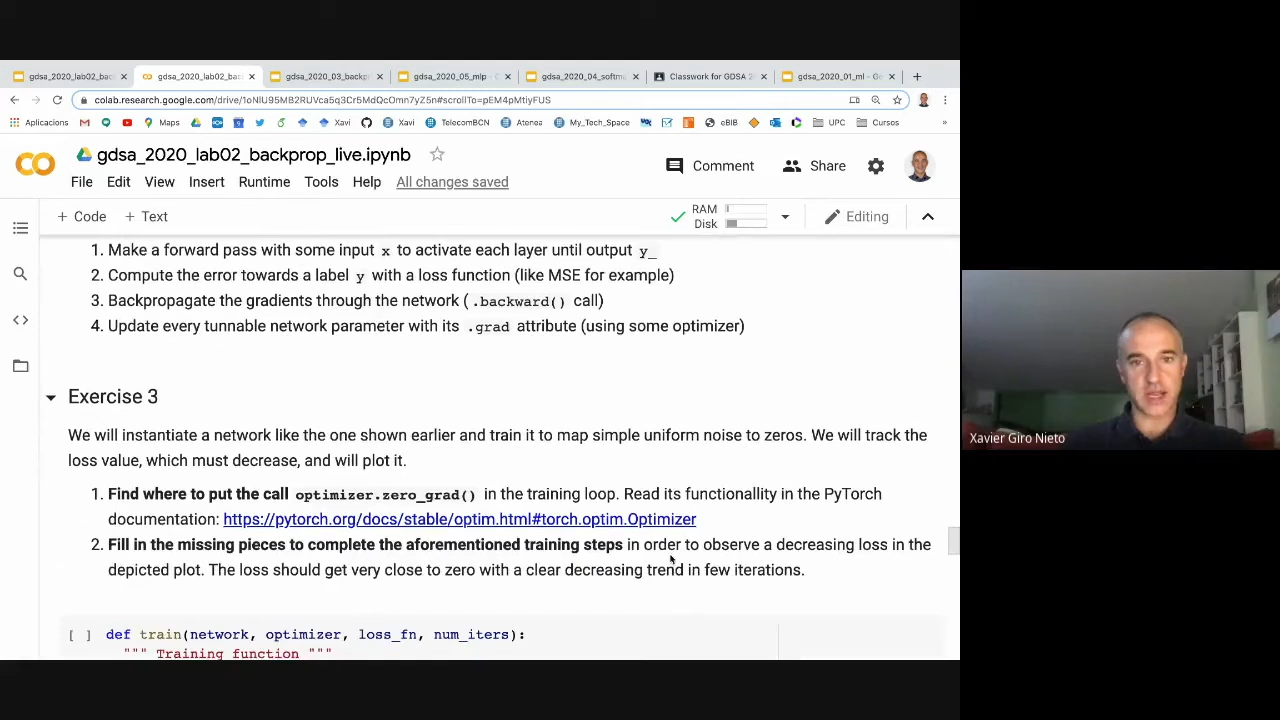 gdsa_2020_lab02_bac
gdsa_2020_lab02_bac
gdsa_2020_03_backp
gdsa_2020_05_mlp - 
gdsa_2020_04_softma
Classwork for GDSA 2
gdsa_2020_01_ml - G
colab.research.google.com/drive/1oNlU95MB2RUVca5q3Cr5MdQcOmn7yZ5n#scrollTo=pEM4pMtiyFUS
Aplicacions
Maps
Xavi
Xavi
TelecomBCN
Atenea
My_Tech_Space
eBIB
UPC
Cursos
»
gdsa_2020_lab02_backprop_live.ipynb
Comment
Share
File Edit View Insert Runtime Tools Help All changes saved
+ Code + Text
RAM
Disk
Editing
1. Make a forward pass with some input x to activate each layer until output y_
2. Compute the error towards a label y with a loss function (like MSE for example)
3. Backpropagate the gradients through the network ( .backward() call)
4. Update every tunnable network parameter with its .grad attribute (using some optimizer)
Exercise 3
We will instantiate a network like the one shown earlier and train it to map simple uniform noise to zeros. We will track the
loss value, which must decrease, and will plot it.
1. Find where to put the call optimizer.zero_grad() in the training loop. Read its functionallity in the PyTorch
documentation: https://pytorch.org/docs/stable/optim.html#torch.optim.Optimizer
2. Fill in the missing pieces to complete the aforementioned training steps in order to observe a decreasing loss in the
depicted plot. The loss should get very close to zero with a clear decreasing trend in few iterations.
[ ] def train(network, optimizer, loss_fn, num_iters):
""" Training function """
Xavier Giro Nieto